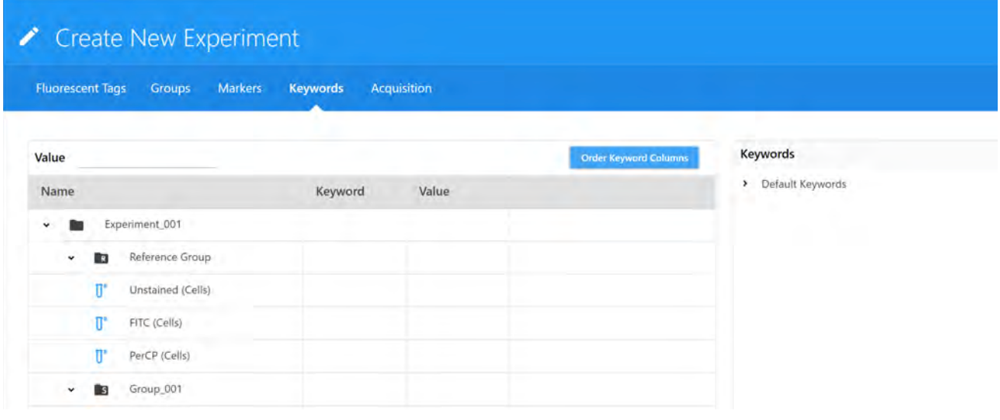 Create New Experiment
Fluorescent Tags Groups Markers Keywords Acquisition
Value Order Keyword Columns
Name Keyword Value
Experiment_001
R Reference Group
Unstained (Cells)
FITC (Cells)
PerCP (Cells)
S Group_001
Keywords
Default Keywords